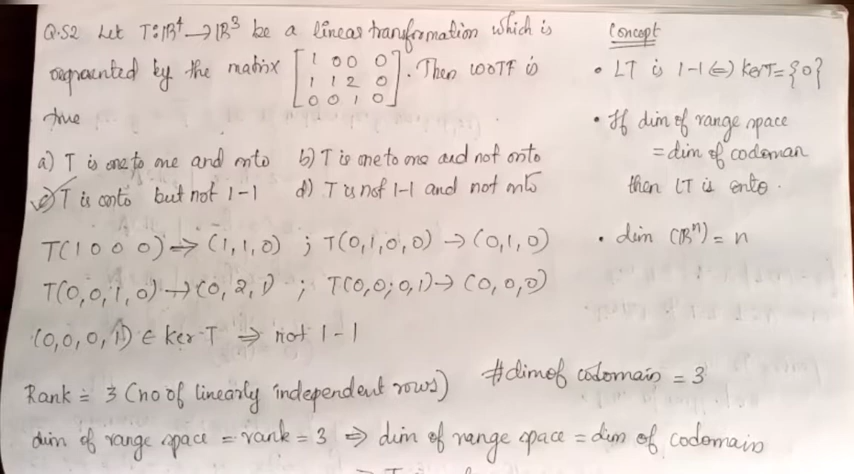 Q.52 Let T:R⁴→R³ be a linear transformation which is
represented by the matrix [1 0 0 0
1 1 2 0
0 0 1 0]. Then WOTF is
true
a) T is one to one and onto b) T is one to one and not onto
c) T is onto but not 1-1 d) T is not 1-1 and not onto
T(1 0 0 0) → (1,1,0) ; T(0,1,0,0) → (0,1,0)
T(0,0,1,0) → (0,2,1) ; T(0,0,0,1) → (0,0,0)
(0,0,0,1) ∈ Ker T ⇒ not 1-1
Rank = 3 (no of linearly independent rows) #dim of codomain = 3
dim of range space = rank = 3 ⇒ dim of range space = dim of codomain
Concept
• LT is 1-1 ⇔ KerT = {0}
• If dim of range space
= dim of codoman
then LT is onto.
• dim (Rⁿ) = n